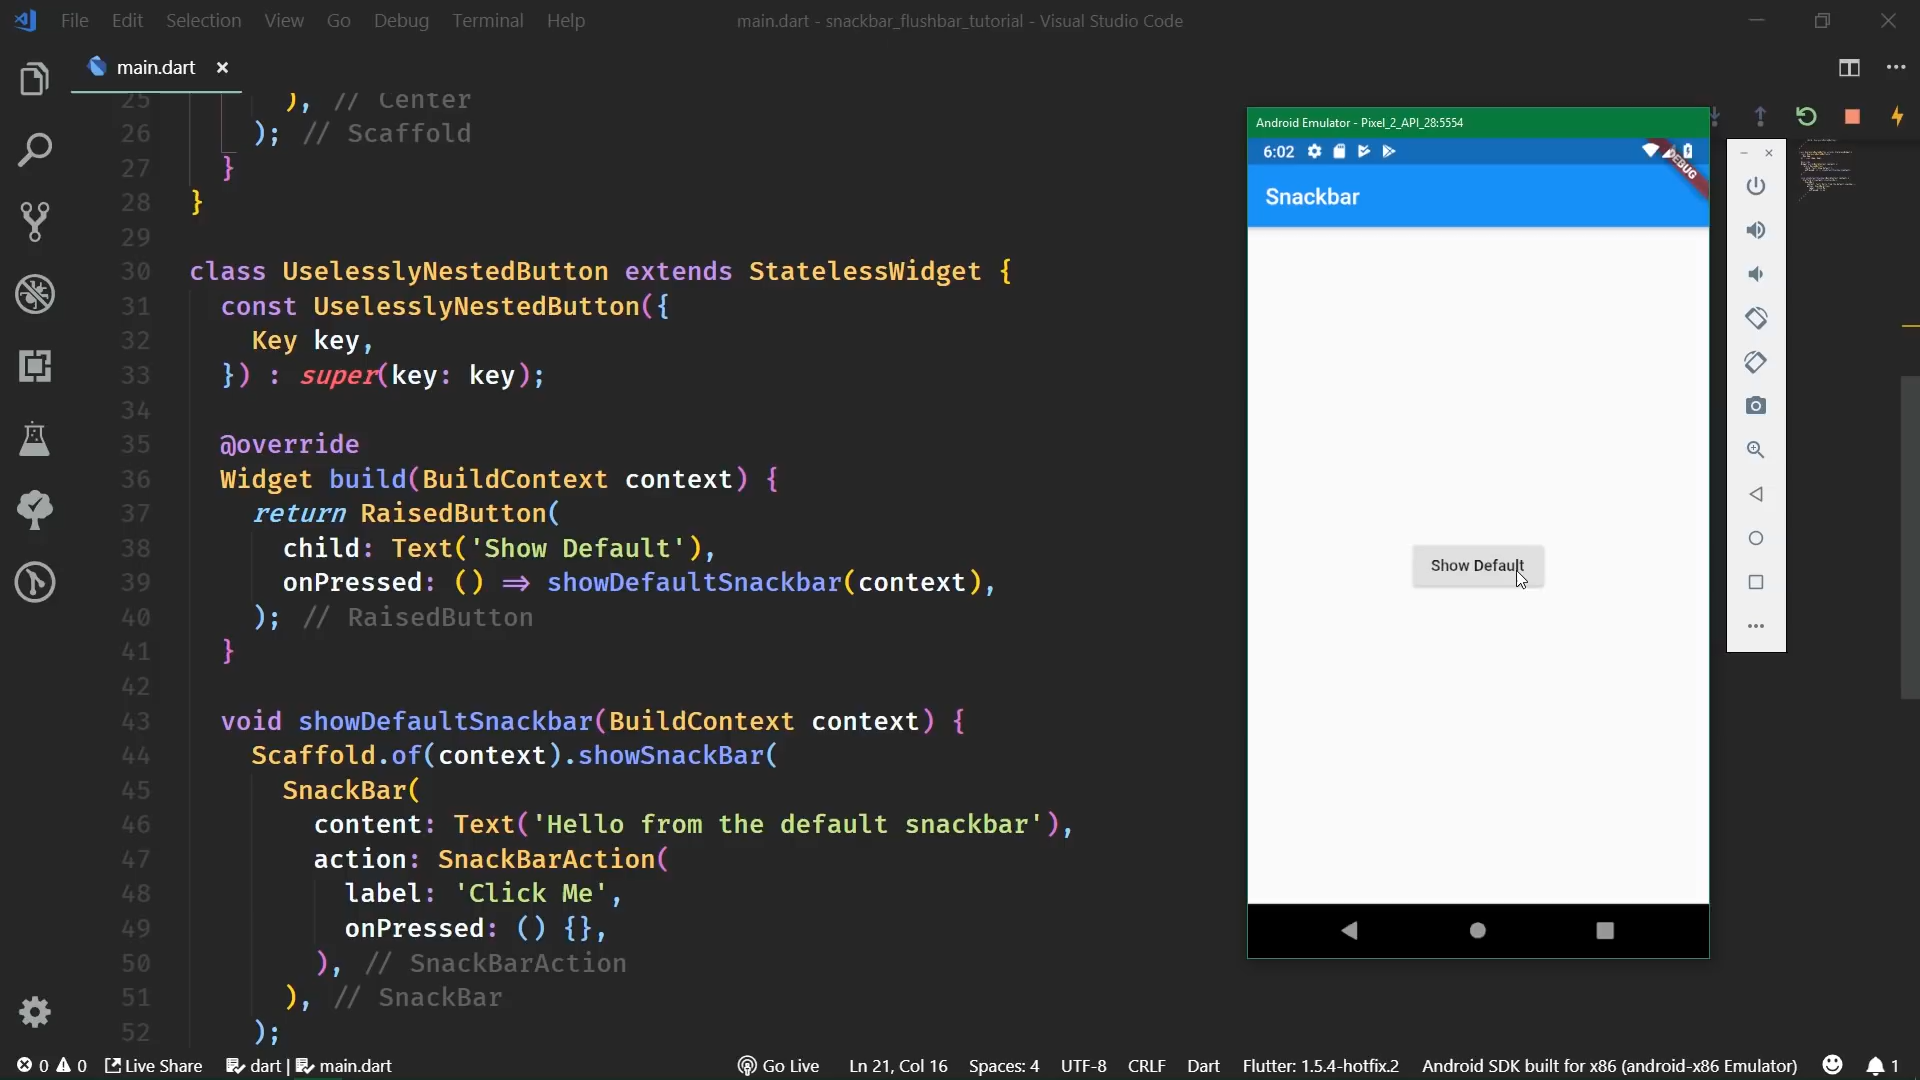 File Edit Selection View Go Debug Terminal Help
main.dart - snackbar_flushbar_tutorial - Visual Studio Code
main.dart
25 ), // Center
26 ); // Scaffold
27 }
28 }
29
30 class UselesslyNestedButton extends StatelessWidget {
31 const UselesslyNestedButton({
32 Key key,
33 }) : super(key: key);
34
35 @override
36 Widget build(BuildContext context) {
37 return RaisedButton(
38 child: Text('Show Default'),
39 onPressed: () => showDefaultSnackbar(context),
40 ); // RaisedButton
41 }
42
43 void showDefaultSnackbar(BuildContext context) {
44 Scaffold.of(context).showSnackBar(
45 SnackBar(
46 content: Text('Hello from the default snackbar'),
47 action: SnackBarAction(
48 label: 'Click Me',
49 onPressed: () {},
50 ), // SnackBarAction
51 ), // SnackBar
52 );
Android Emulator - Pixel_2_API_28:5554
6:02
DEBUG
Snackbar
Show Default
0 0 Live Share dart | main.dart Go Live Ln 21, Col 16 Spaces: 4 UTF-8 CRLF Dart Flutter: 1.5.4-hotfix.2 Android SDK built for x86 (android-x86 Emulator) 1